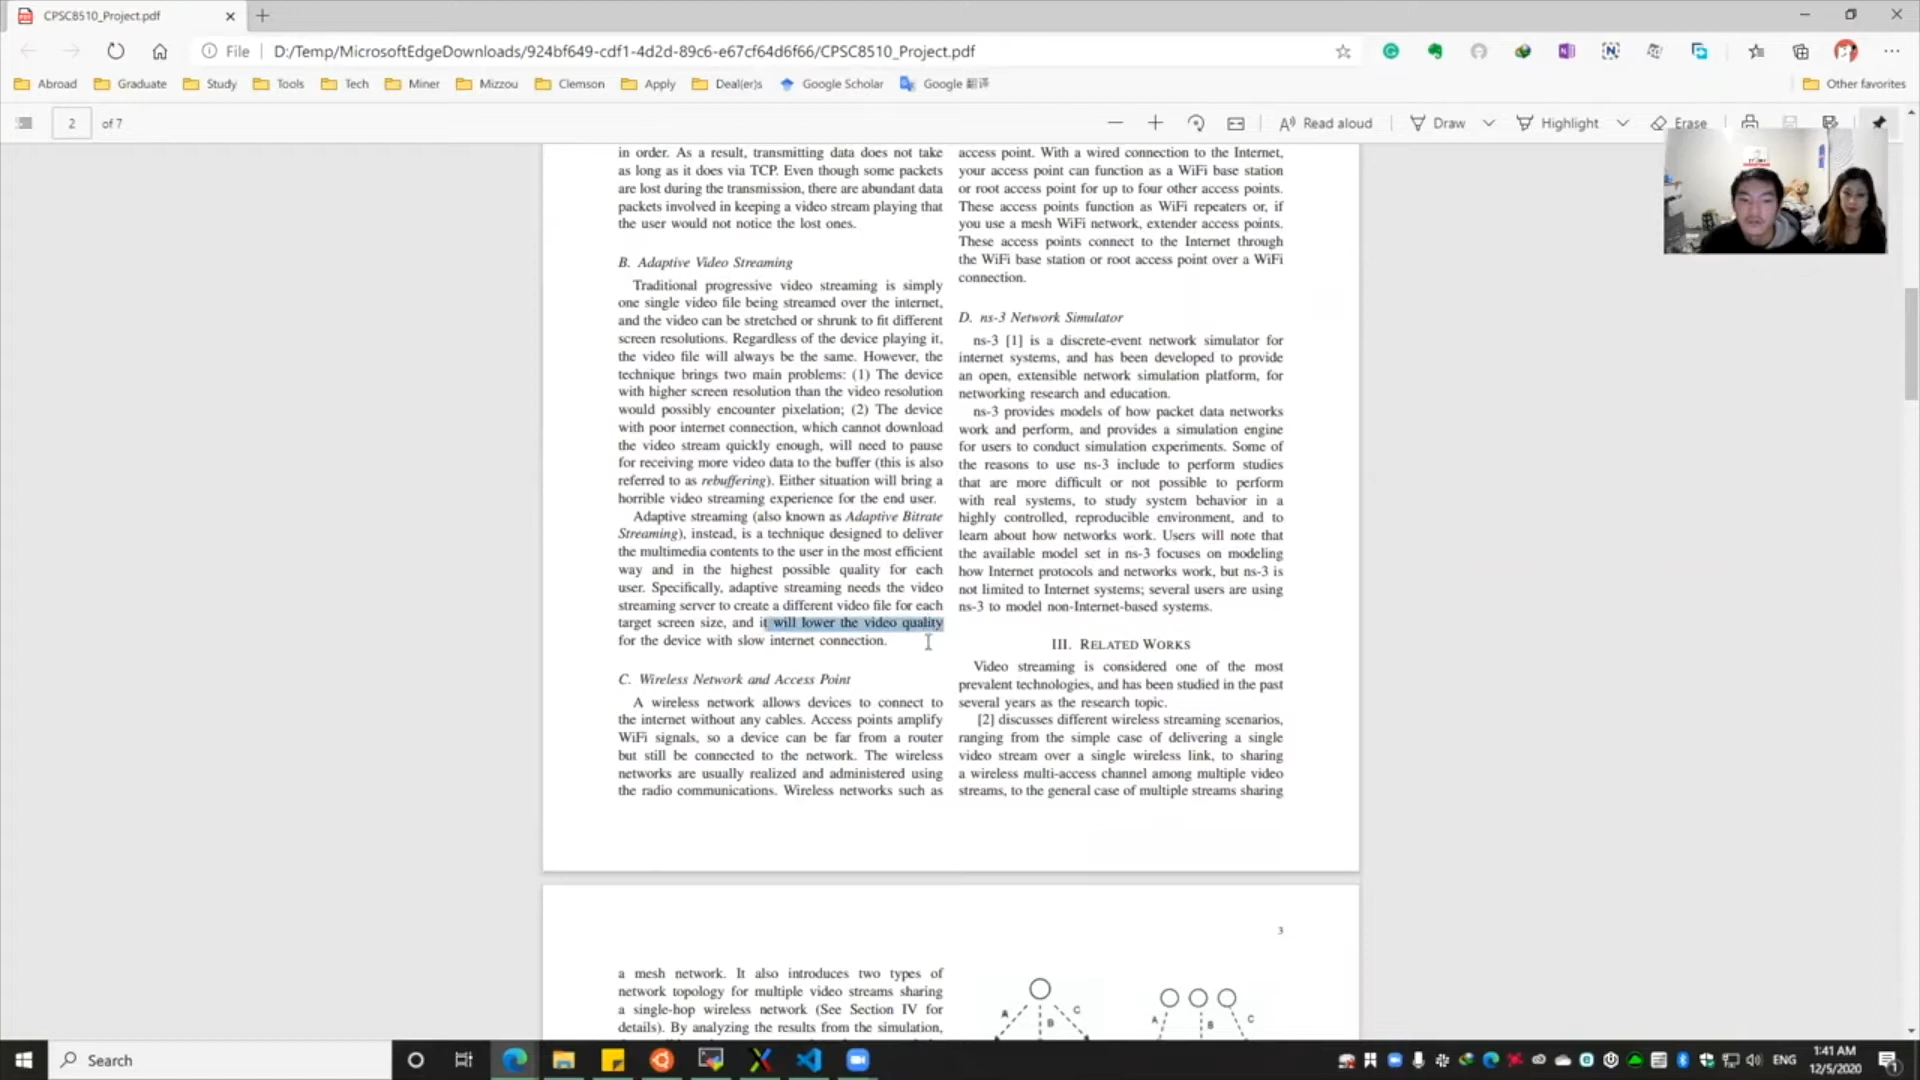 CPSC8510_Project.pdf
File
D:/Temp/MicrosoftEdgeDownloads/924bf649-cdf1-4d2d-89c6-e67cf64d6f66/CPSC8510_Project.pdf
Abroad
Graduate
Study
Tools
Tech
Miner
Mizzou
Clemson
Apply
Deal(er)s
Google Scholar
Google 翻译
Other favorites
2 of 7
Read aloud
Draw
Highlight
Erase
in order. As a result, transmitting data does not take
as long as it does via TCP. Even though some packets
are lost during the transmission, there are abundant data
packets involved in keeping a video stream playing that
the user would not notice the lost ones.
B. Adaptive Video Streaming
Traditional progressive video streaming is simply
one single video file being streamed over the internet,
and the video can be stretched or shrunk to fit different
screen resolutions. Regardless of the device playing it,
the video file will always be the same. However, the
technique brings two main problems: (1) The device
with higher screen resolution than the video resolution
would possibly encounter pixelation; (2) The device
with poor internet connection, which cannot download
the video stream quickly enough, will need to pause
for receiving more video data to the buffer (this is also
referred to as rebuffering). Either situation will bring a
horrible video streaming experience for the end user.
Adaptive streaming (also known as Adaptive Bitrate
Streaming), instead, is a technique designed to deliver
the multimedia contents to the user in the most efficient
way and in the highest possible quality for each
user. Specifically, adaptive streaming needs the video
streaming server to create a different video file for each
target screen size, and it will lower the video quality
for the device with slow internet connection.
C. Wireless Network and Access Point
A wireless network allows devices to connect to
the internet without any cables. Access points amplify
WiFi signals, so a device can be far from a router
but still be connected to the network. The wireless
networks are usually realized and administered using
the radio communications. Wireless networks such as
access point. With a wired connection to the Internet,
your access point can function as a WiFi base station
or root access point for up to four other access points.
These access points function as WiFi repeaters or, if
you use a mesh WiFi network, extender access points.
These access points connect to the Internet through
the WiFi base station or root access point over a WiFi
connection.
D. ns-3 Network Simulator
ns-3 [1] is a discrete-event network simulator for
internet systems, and has been developed to provide
an open, extensible network simulation platform, for
networking research and education.
ns-3 provides models of how packet data networks
work and perform, and provides a simulation engine
for users to conduct simulation experiments. Some of
the reasons to use ns-3 include to perform studies
that are more difficult or not possible to perform
with real systems, to study system behavior in a
highly controlled, reproducible environment, and to
learn about how networks work. Users will note that
the available model set in ns-3 focuses on modeling
how Internet protocols and networks work, but ns-3 is
not limited to Internet systems; several users are using
ns-3 to model non-Internet-based systems.
III. RELATED WORKS
Video streaming is considered one of the most
prevalent technologies, and has been studied in the past
several years as the research topic.
[2] discusses different wireless streaming scenarios,
ranging from the simple case of delivering a single
video stream over a single wireless link, to sharing
a wireless multi-access channel among multiple video
streams, to the general case of multiple streams sharing
3
a mesh network. It also introduces two types of
network topology for multiple video streams sharing
a single-hop wireless network (See Section IV for
details). By analyzing the results from the simulation,
A
B
C
A
B
C
Search
ENG
1:41 AM
12/5/2020